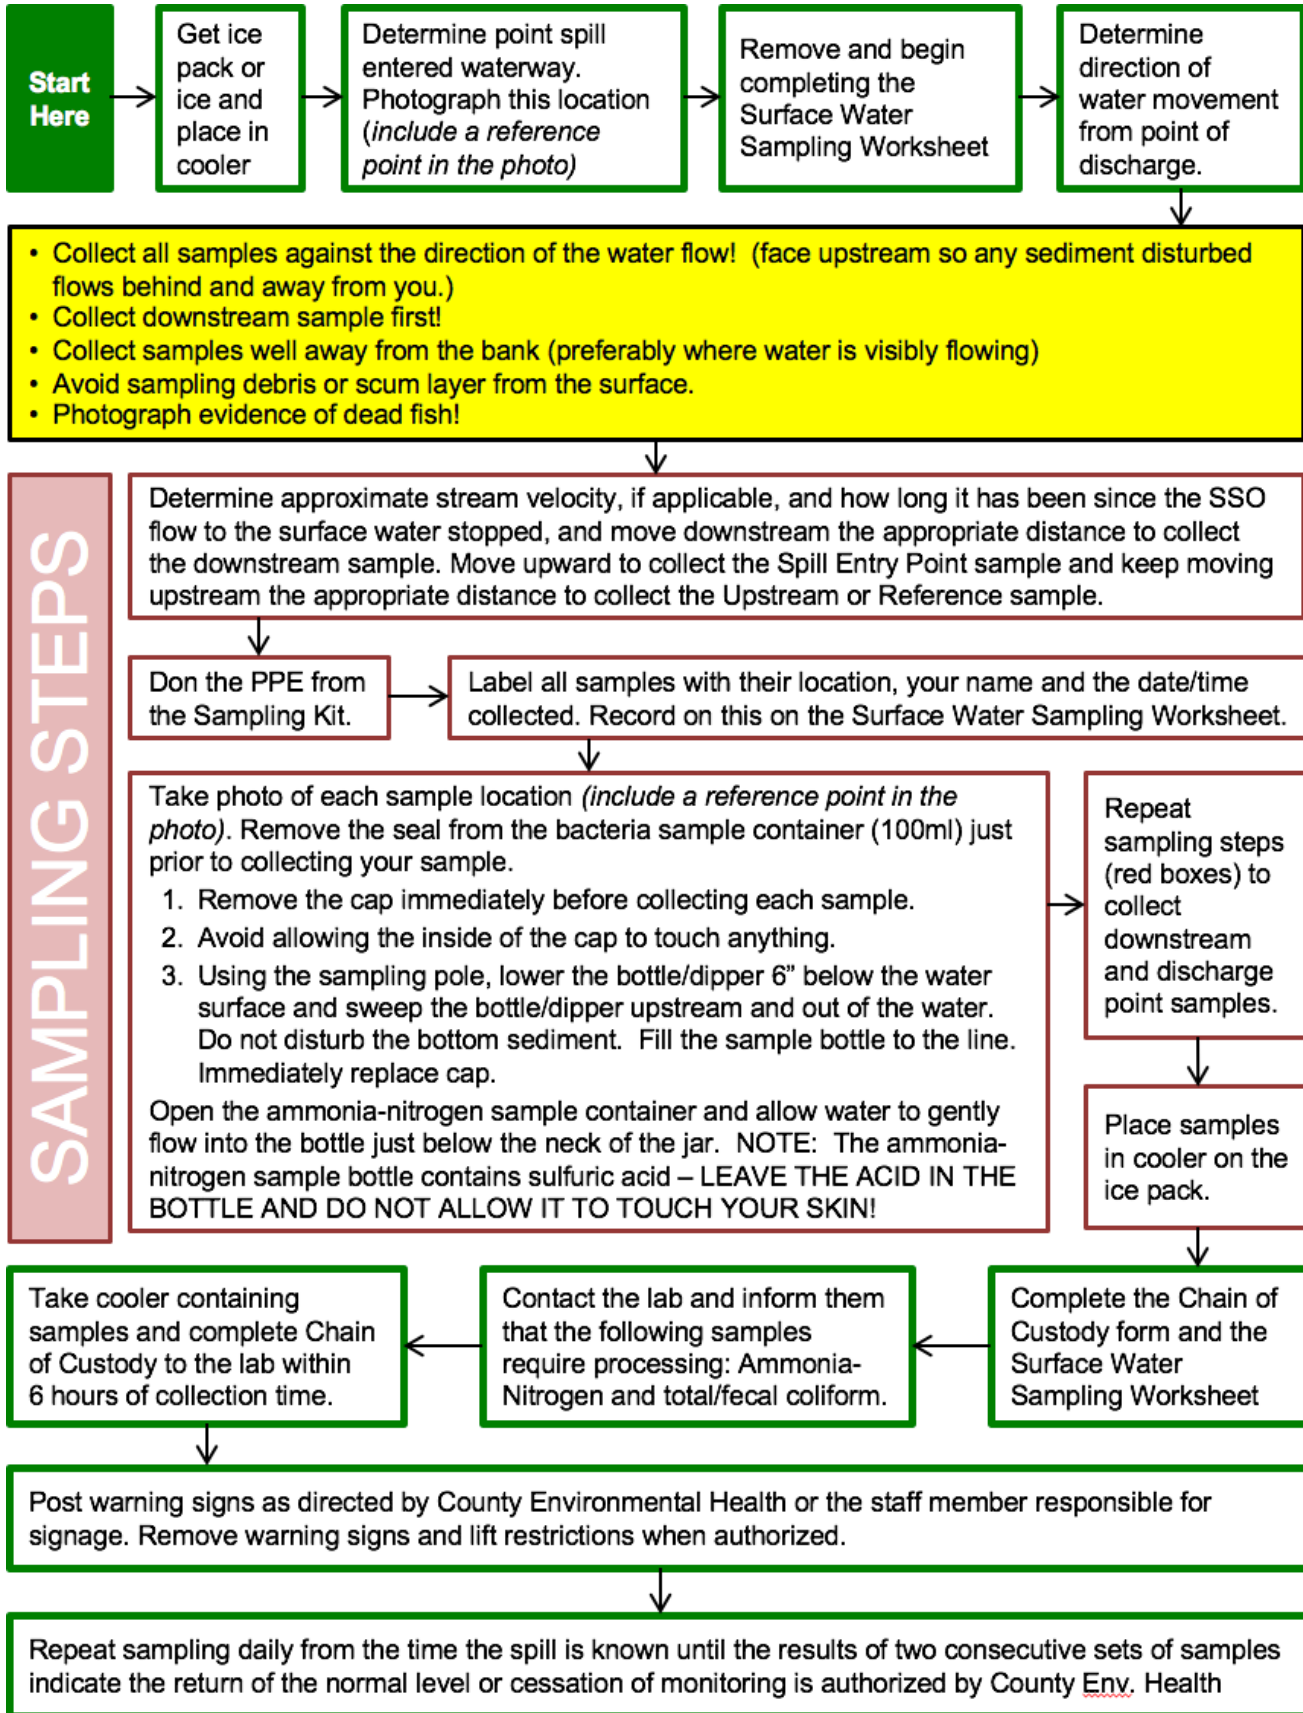 Start
Here
Get ice
pack or
ice and
place in
cooler
Determine point spill
entered waterway.
Photograph this location
(include a reference
point in the photo)
Remove and begin
completing the
Surface Water
Sampling Worksheet
Determine
direction of
water movement
from point of
discharge.
• Collect all samples against the direction of the water flow!  (face upstream so any sediment disturbed
flows behind and away from you.)
• Collect downstream sample first!
• Collect samples well away from the bank (preferably where water is visibly flowing)
• Avoid sampling debris or scum layer from the surface.
• Photograph evidence of dead fish!
SAMPLING STEPS
Determine approximate stream velocity, if applicable, and how long it has been since the SSO
flow to the surface water stopped, and move downstream the appropriate distance to collect
the downstream sample. Move upward to collect the Spill Entry Point sample and keep moving
upstream the appropriate distance to collect the Upstream or Reference sample.
Don the PPE from
the Sampling Kit.
Label all samples with their location, your name and the date/time
collected. Record on this on the Surface Water Sampling Worksheet.
Take photo of each sample location (include a reference point in the
photo). Remove the seal from the bacteria sample container (100ml) just
prior to collecting your sample.
1. Remove the cap immediately before collecting each sample.
2. Avoid allowing the inside of the cap to touch anything.
3. Using the sampling pole, lower the bottle/dipper 6” below the water
surface and sweep the bottle/dipper upstream and out of the water.
Do not disturb the bottom sediment.  Fill the sample bottle to the line.
Immediately replace cap.
Open the ammonia-nitrogen sample container and allow water to gently
flow into the bottle just below the neck of the jar.  NOTE:  The ammonia-
nitrogen sample bottle contains sulfuric acid – LEAVE THE ACID IN THE
BOTTLE AND DO NOT ALLOW IT TO TOUCH YOUR SKIN!
Repeat
sampling steps
(red boxes) to
collect
downstream
and discharge
point samples.
Place samples
in cooler on the
ice pack.
Complete the Chain of
Custody form and the
Surface Water
Sampling Worksheet
Contact the lab and inform them
that the following samples
require processing: Ammonia-
Nitrogen and total/fecal coliform.
Take cooler containing
samples and complete Chain
of Custody to the lab within
6 hours of collection time.
Post warning signs as directed by County Environmental Health or the staff member responsible for
signage. Remove warning signs and lift restrictions when authorized.
Repeat sampling daily from the time the spill is known until the results of two consecutive sets of samples
indicate the return of the normal level or cessation of monitoring is authorized by County Env. Health